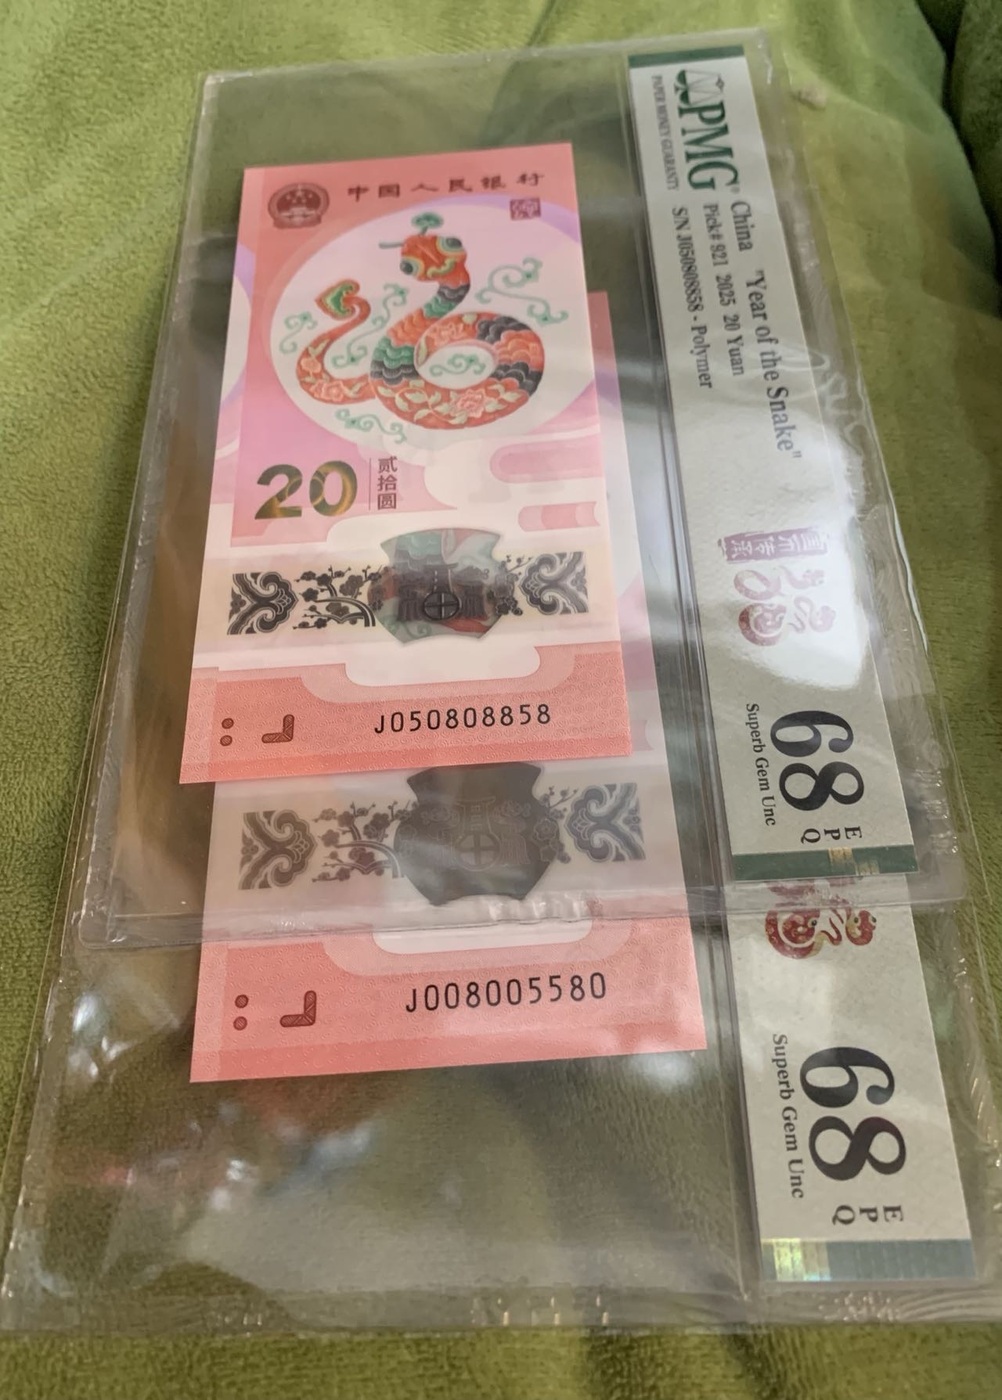 中国人民银行
20
贰拾圆
J050808858
J008005580
PMG
PAPER MONEY GUARANTY
China "Year of the Snake"
Pick# 921 2025 20 Yuan
S/N J050808858 - Polymer
68 EPQ
Superb Gem Unc
68 EPQ
Superb Gem Unc